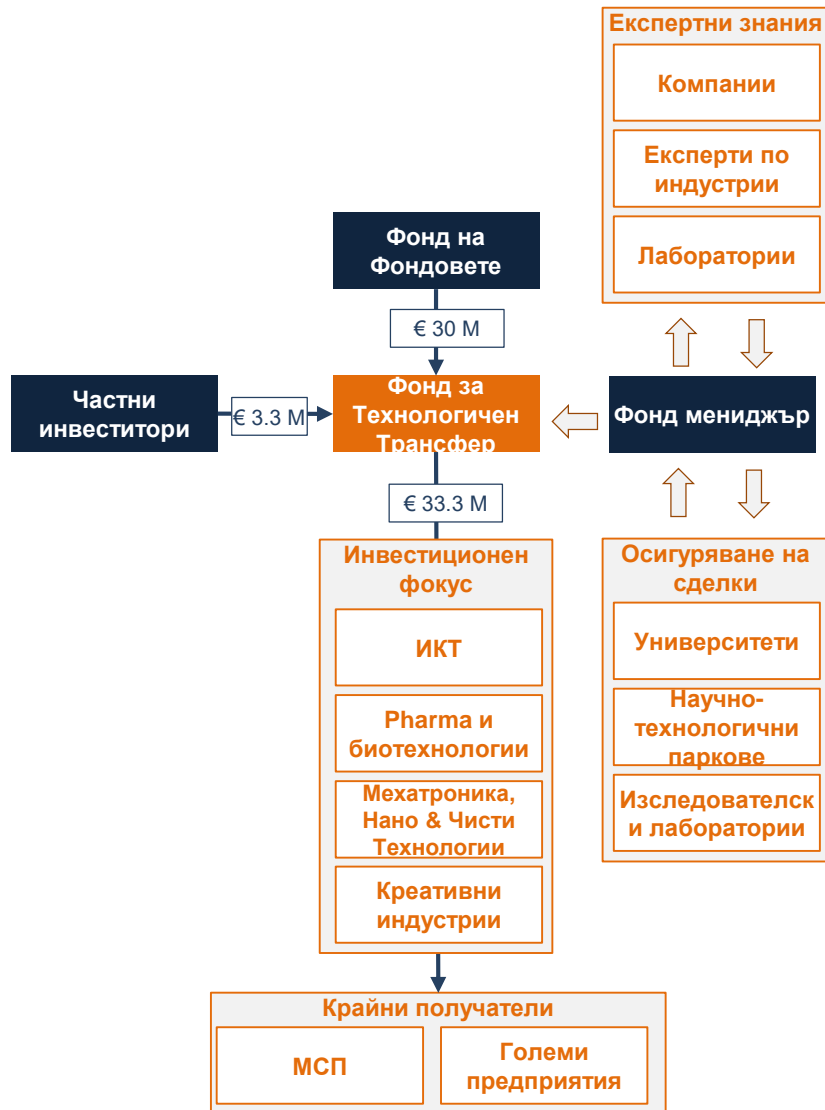 Експертни знания
Компании
Експерти по
индустрии
Лаборатории
Фонд на
Фондовете
€ 30 M
Частни
инвеститори
€ 3.3 M
Фонд за
Технологичен
Трансфер
Фонд мениджър
€ 33.3 M
Инвестиционен
фокус
ИКТ
Pharma и
биотехнологии
Мехатроника,
Нано & Чисти
Технологии
Креативни
индустрии
Осигуряване на
сделки
Университети
Научно-
технологични
паркове
Изследователск
и лаборатории
Крайни получатели
МСП
Големи
предприятия